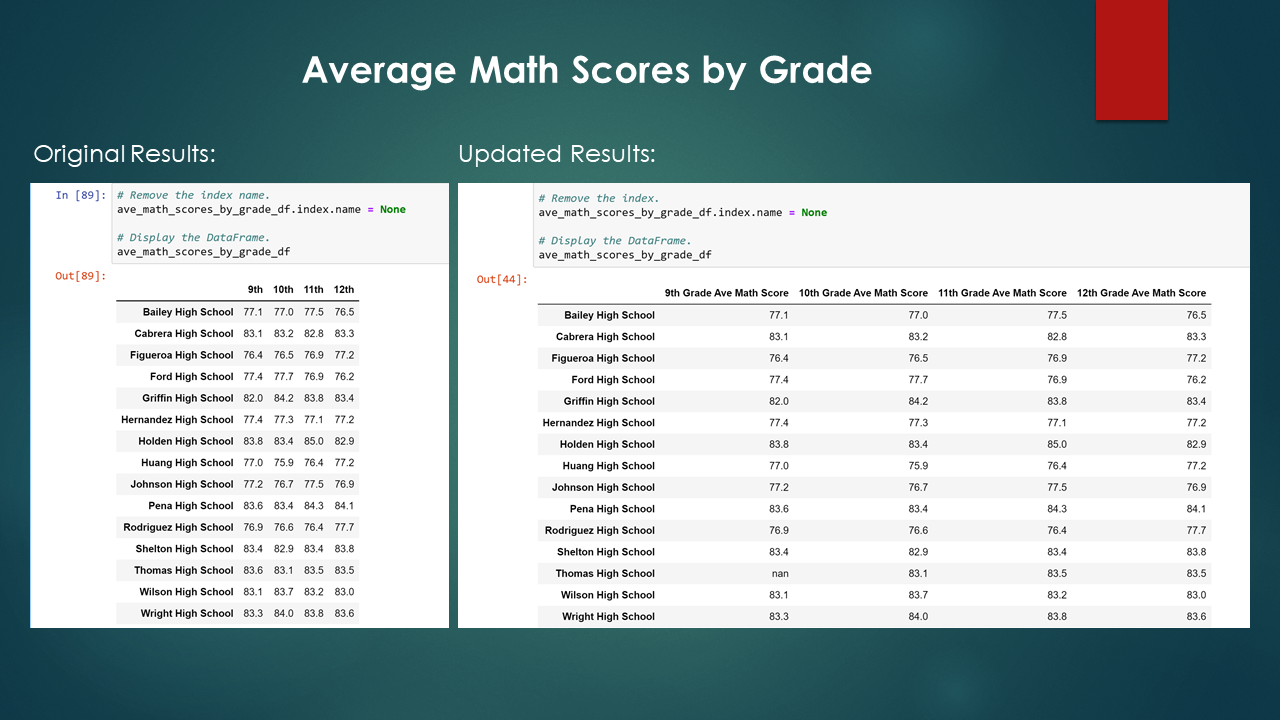 Average Math Scores by Grade
Original Results:
In [89]:
# Remove the index name.
ave_math_scores_by_grade_df.index.name = None
# Display the DataFrame.
ave_math_scores_by_grade_df
Out[89]:
9th 10th 11th 12th
Bailey High School 77.1 77.0 77.5 76.5
Cabrera High School 83.1 83.2 82.8 83.3
Figueroa High School 76.4 76.5 76.9 77.2
Ford High School 77.4 77.7 76.9 76.2
Griffin High School 82.0 84.2 83.8 83.4
Hernandez High School 77.4 77.3 77.1 77.2
Holden High School 83.8 83.4 85.0 82.9
Huang High School 77.0 75.9 76.4 77.2
Johnson High School 77.2 76.7 77.5 76.9
Pena High School 83.6 83.4 84.3 84.1
Rodriguez High School 76.9 76.6 76.4 77.7
Shelton High School 83.4 82.9 83.4 83.8
Thomas High School 83.6 83.1 83.5 83.5
Wilson High School 83.1 83.7 83.2 83.0
Wright High School 83.3 84.0 83.8 83.6
Updated Results:
# Remove the index.
ave_math_scores_by_grade_df.index.name = None
# Display the DataFrame.
ave_math_scores_by_grade_df
Out[44]:
9th Grade Ave Math Score 10th Grade Ave Math Score 11th Grade Ave Math Score 12th Grade Ave Math Score
Bailey High School 77.1 77.0 77.5 76.5
Cabrera High School 83.1 83.2 82.8 83.3
Figueroa High School 76.4 76.5 76.9 77.2
Ford High School 77.4 77.7 76.9 76.2
Griffin High School 82.0 84.2 83.8 83.4
Hernandez High School 77.4 77.3 77.1 77.2
Holden High School 83.8 83.4 85.0 82.9
Huang High School 77.0 75.9 76.4 77.2
Johnson High School 77.2 76.7 77.5 76.9
Pena High School 83.6 83.4 84.3 84.1
Rodriguez High School 76.9 76.6 76.4 77.7
Shelton High School 83.4 82.9 83.4 83.8
Thomas High School nan 83.1 83.5 83.5
Wilson High School 83.1 83.7 83.2 83.0
Wright High School 83.3 84.0 83.8 83.6